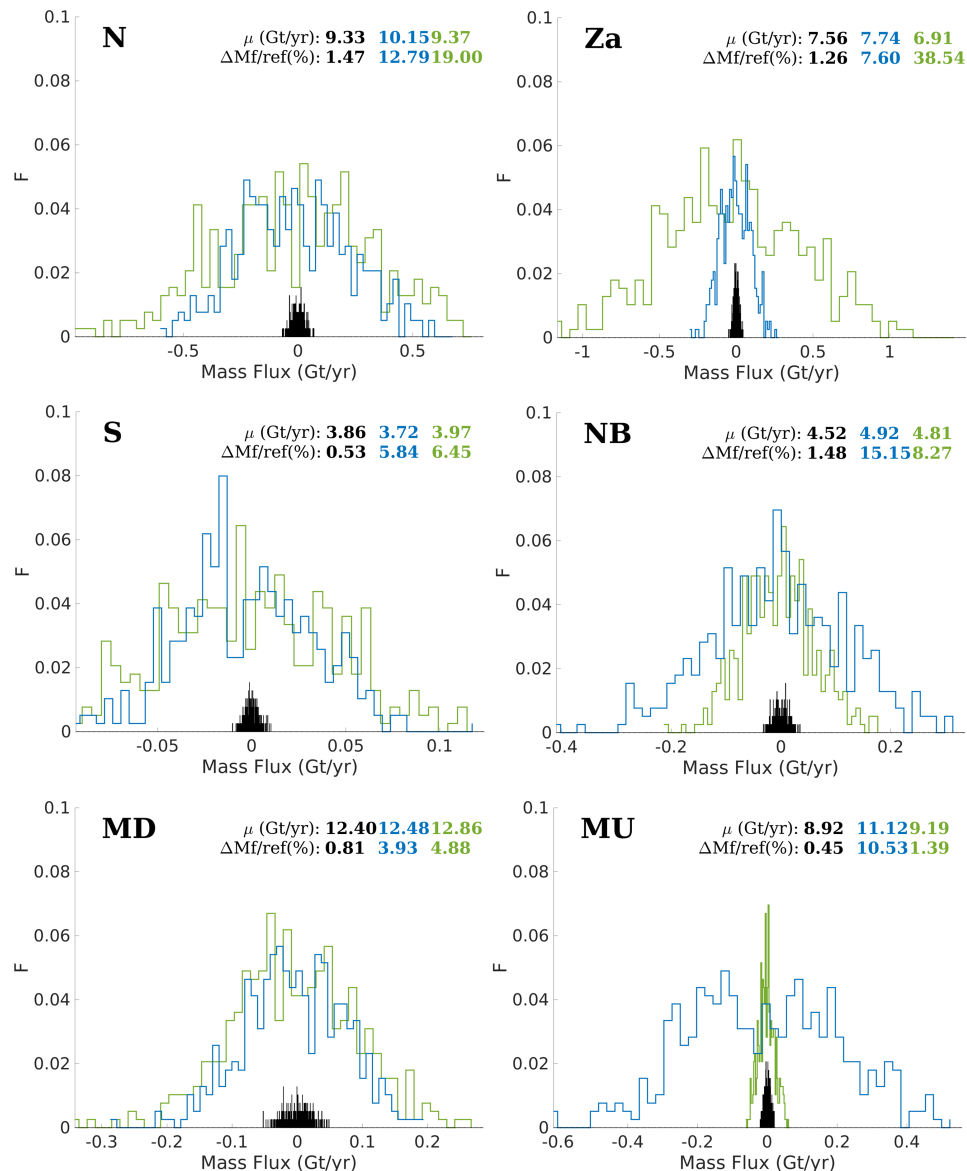 N
μ (Gt/yr): 9.33 10.15 9.37
ΔMf/ref(%): 1.47 12.79 19.00
0.1
0.08
0.06
0.04
0.02
0
F
-0.5 0 0.5
Mass Flux (Gt/yr)
Za
μ (Gt/yr): 7.56 7.74 6.91
ΔMf/ref(%): 1.26 7.60 38.54
0.1
0.08
0.06
0.04
0.02
0
F
-1 -0.5 0 0.5 1
Mass Flux (Gt/yr)
S
μ (Gt/yr): 3.86 3.72 3.97
ΔMf/ref(%): 0.53 5.84 6.45
0.1
0.08
0.06
0.04
0.02
0
F
-0.05 0 0.05 0.1
Mass Flux (Gt/yr)
NB
μ (Gt/yr): 4.52 4.92 4.81
ΔMf/ref(%): 1.48 15.15 8.27
0.1
0.08
0.06
0.04
0.02
0
F
-0.4 -0.2 0 0.2
Mass Flux (Gt/yr)
MD
μ (Gt/yr): 12.40 12.48 12.86
ΔMf/ref(%): 0.81 3.93 4.88
0.1
0.08
0.06
0.04
0.02
0
F
-0.3 -0.2 -0.1 0 0.1 0.2
Mass Flux (Gt/yr)
MU
μ (Gt/yr): 8.92 11.12 9.19
ΔMf/ref(%): 0.45 10.53 1.39
0.1
0.08
0.06
0.04
0.02
0
F
-0.6 -0.4 -0.2 0 0.2 0.4
Mass Flux (Gt/yr)